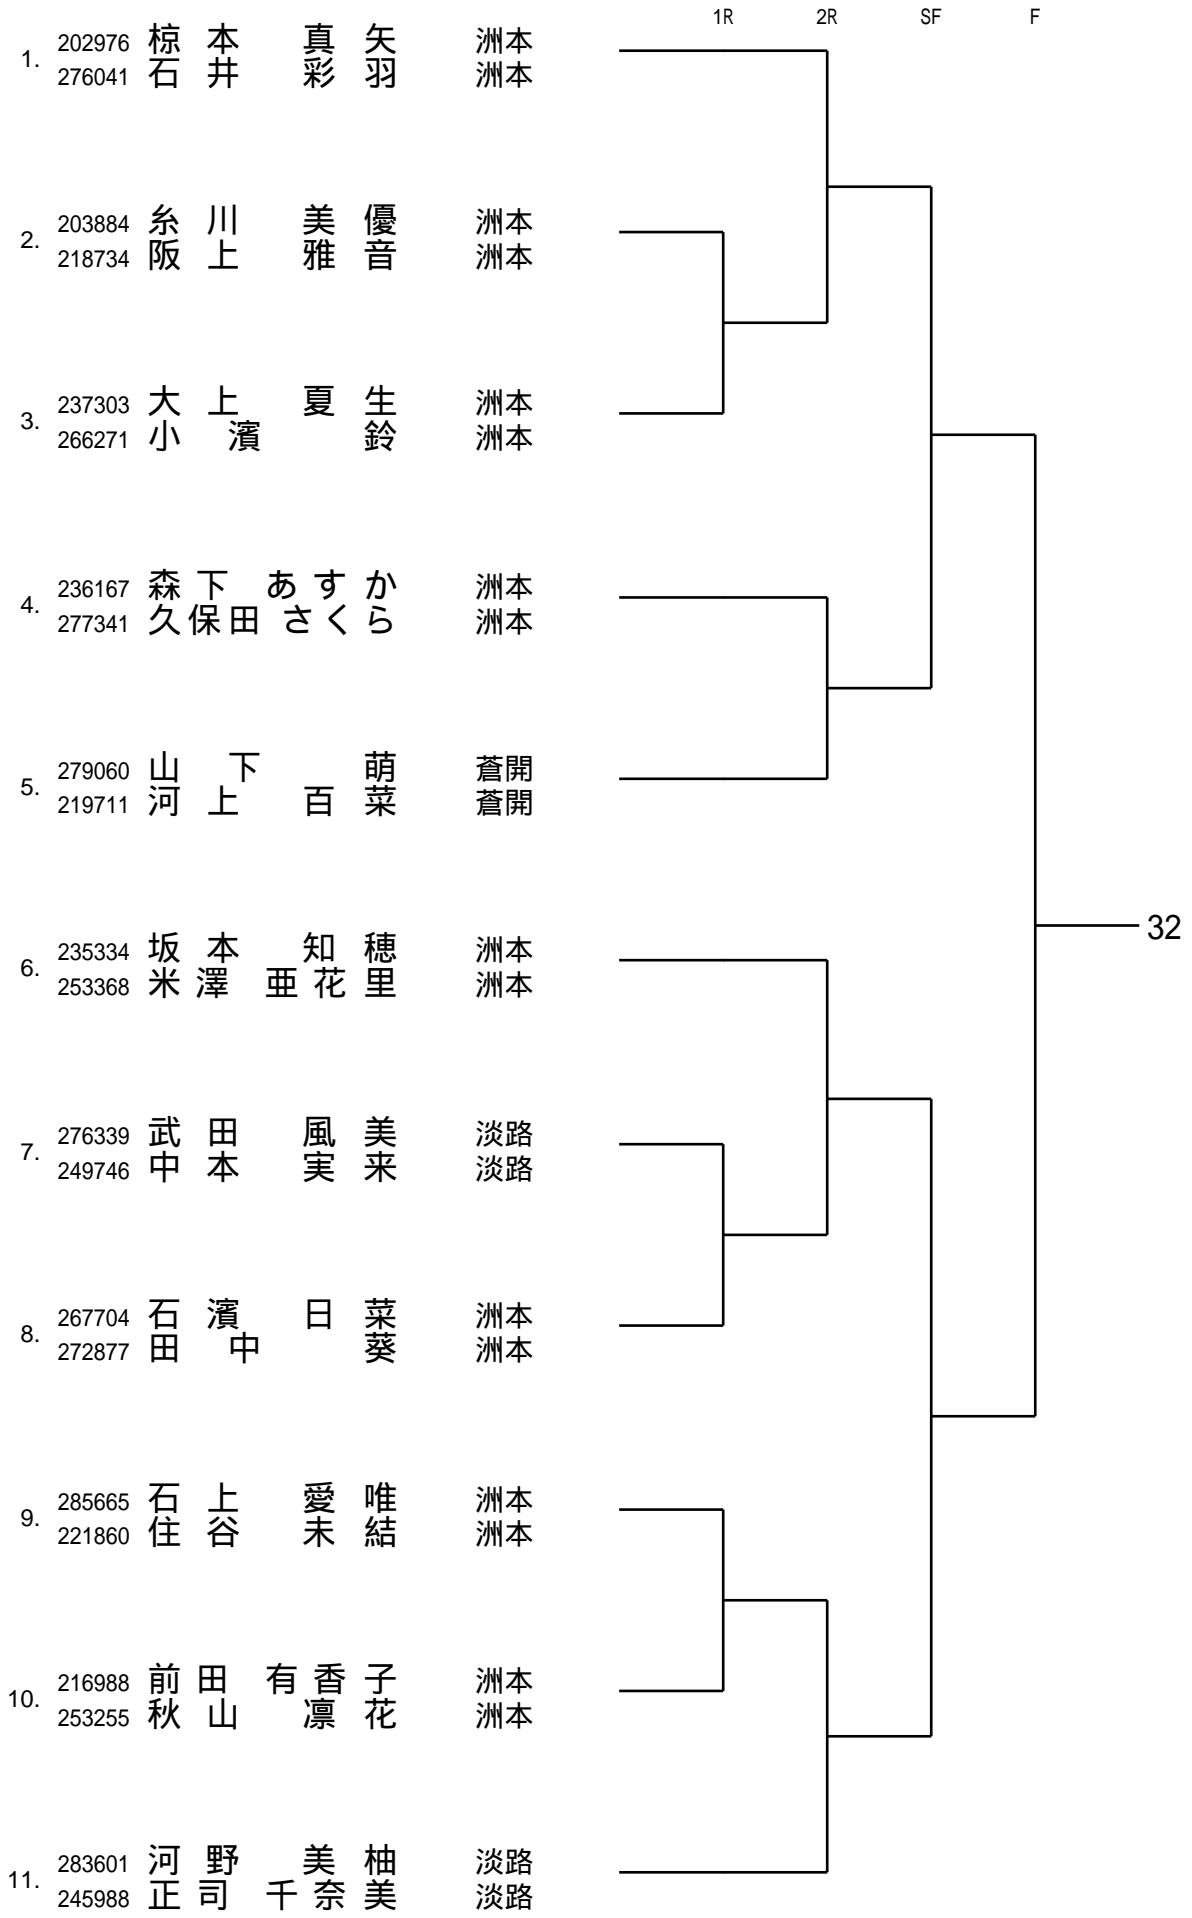 1R 2R SF F
1. 202976 椋本 真矢 洲本
276041 石井 彩羽 洲本
2. 203884 糸川 美優 洲本
218734 阪上 雅音 洲本
3. 237303 大上 夏生 洲本
266271 小濱 鈴 洲本
4. 236167 森下 あすか 洲本
277341 久保田 さくら 洲本
5. 279060 山下 萌 蒼開
219711 河上 百菜 蒼開
32
6. 235334 坂本 知穂 洲本
253368 米澤 亜花里 洲本
7. 276339 武田 風美 淡路
249746 中本 実来 淡路
8. 267704 石濱 日菜 洲本
272877 田中 葵 洲本
9. 285665 石上 愛唯 洲本
221860 住谷 未結 洲本
10. 216988 前田 有香子 洲本
253255 秋山 凛花 洲本
11. 283601 河野 美柚 淡路
245988 正司 千奈美 淡路